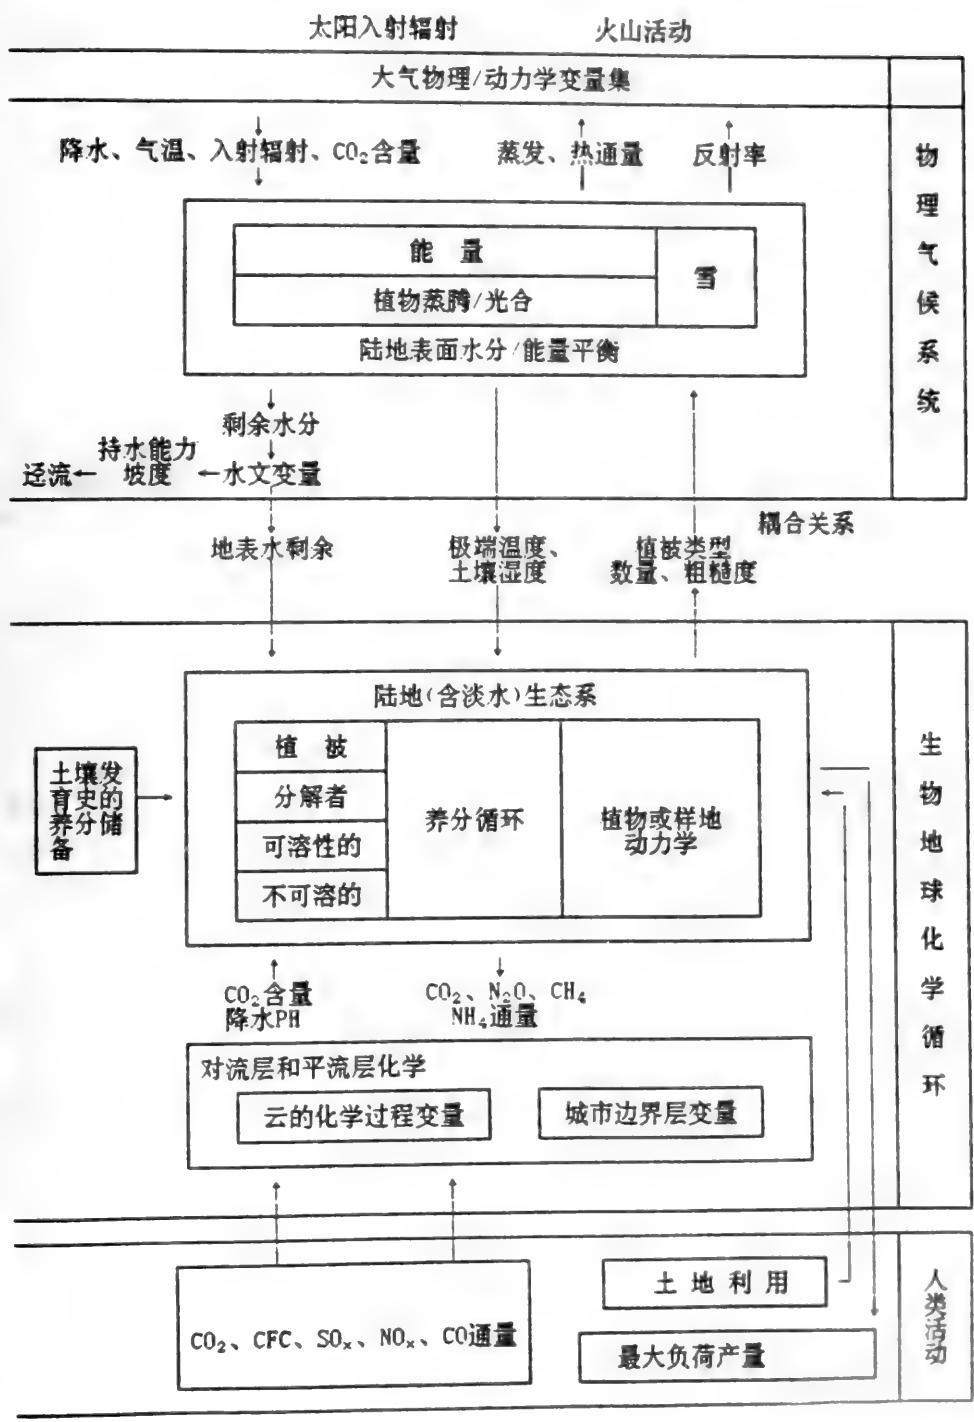 太阳入射辐射 火山活动
大气物理/动力学变量集
降水、气温、入射辐射、CO₂含量 蒸发、热通量 反射率
能 量
雪
植物蒸腾/光合
陆地表面水分/能量平衡
物理气候系统
剩余水分
持水能力
迳流 坡度 水文变量
耦合关系
地表水剩余 极端温度、 植被类型
土壤湿度 数量、粗糙度
陆地(含淡水)生态系
植 被
分解者
可溶性的
不可溶的
养分循环
植物或样地
动力学
土壤发
育史的
养分储
备
生物地球化学循环
CO₂含量 CO₂、N₂O、CH₄
降水PH NH₄通量
对流层和平流层化学
云的化学过程变量 城市边界层变量
土地利用
CO₂、CFC、SOₓ、NOₓ、CO通量
最大负荷产量
人类活动